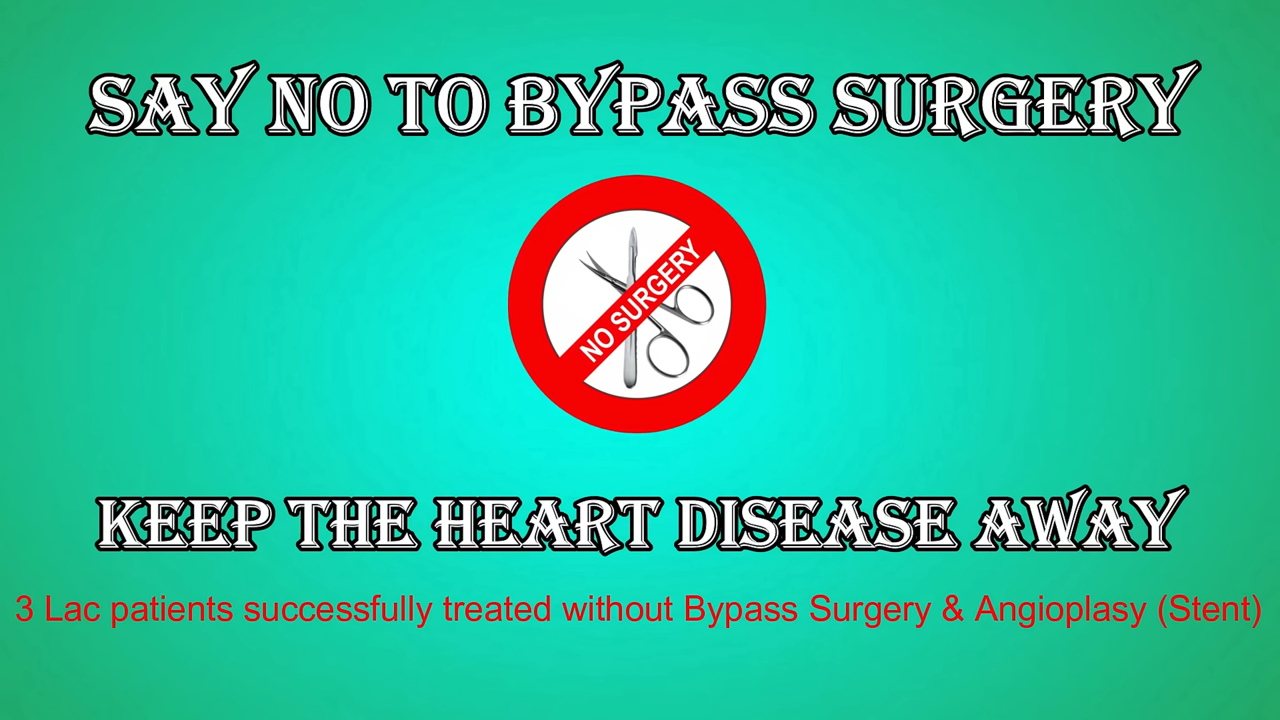 SAY NO TO BYPASS SURGERY
NO SURGERY
KEEP THE HEART DISEASE AWAY
3 Lac patients successfully treated without Bypass Surgery & Angioplasy (Stent)